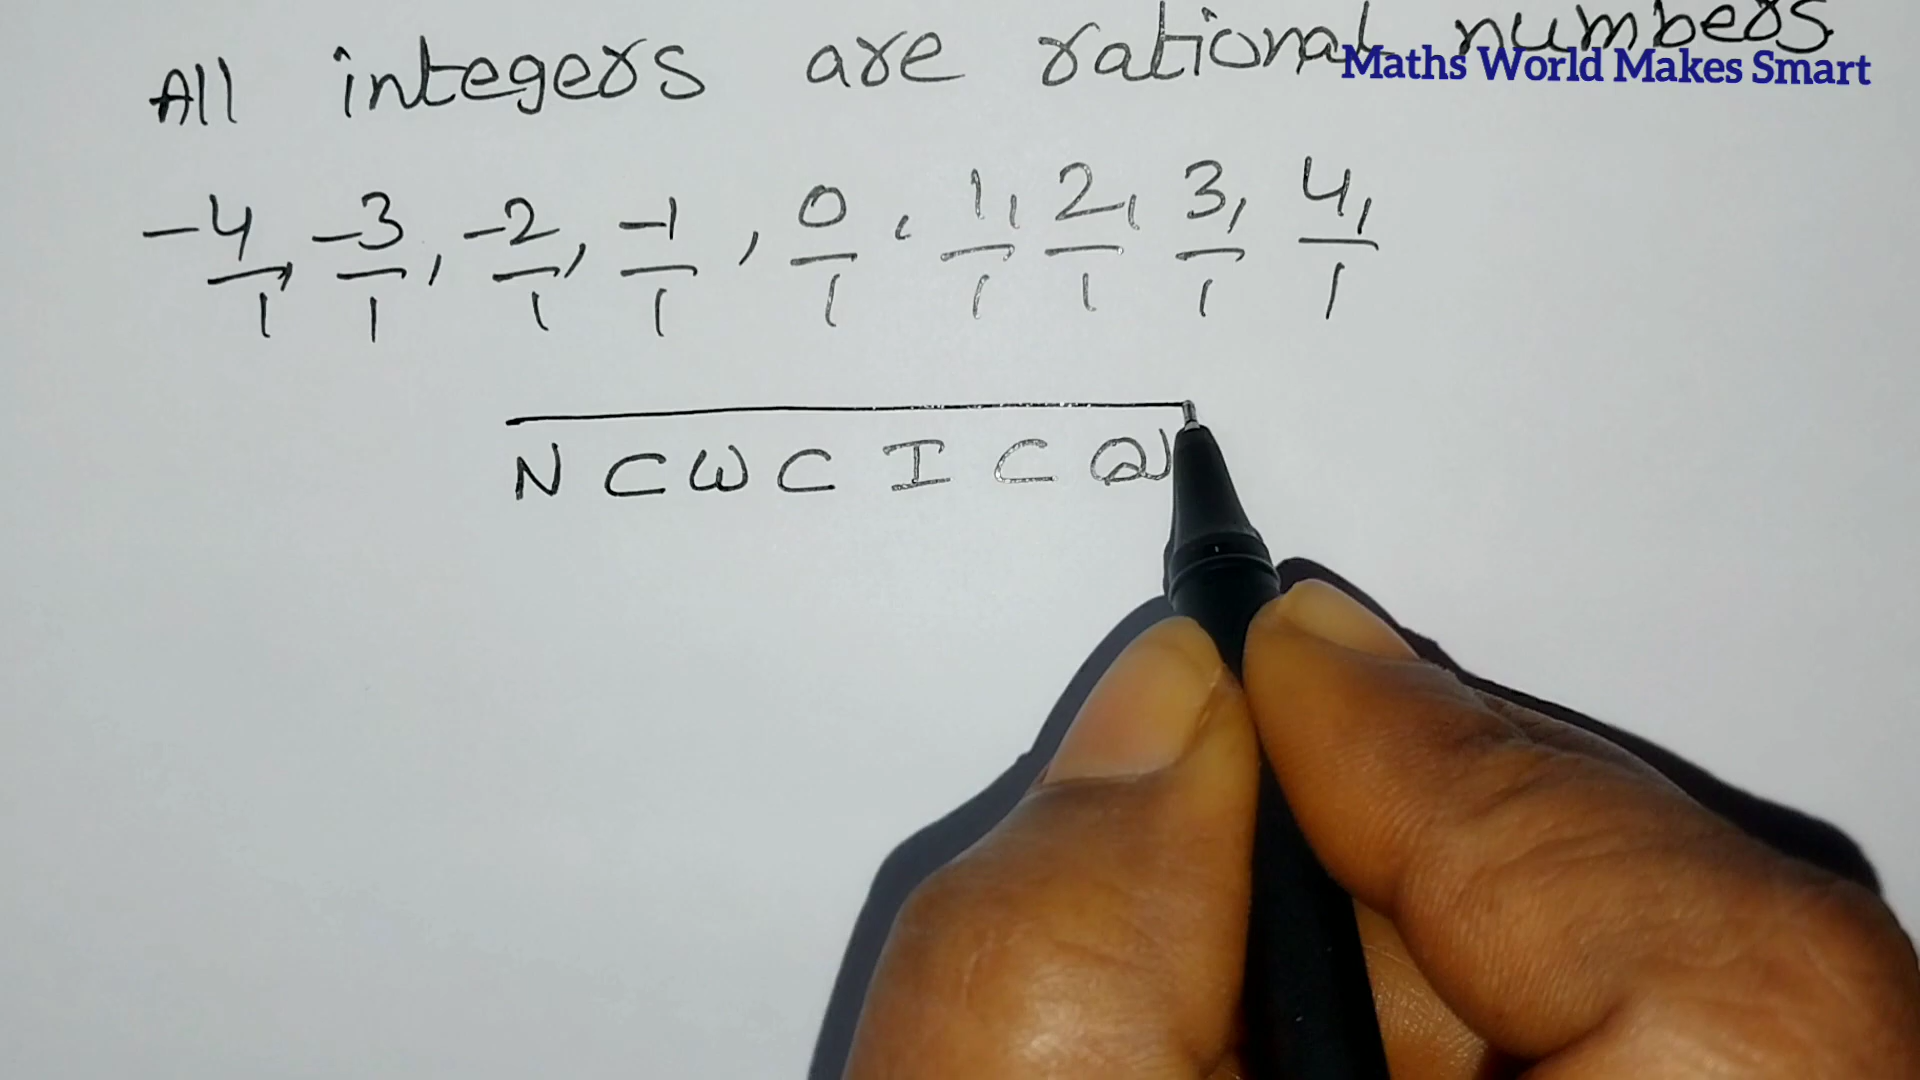 All integers are rational numbers
Maths World Makes Smart
-4/1, -3/1, -2/1, -1/1, 0/1, 1/1, 2/1, 3/1, 4/1,
N ⊂ W ⊂ I ⊂ Q